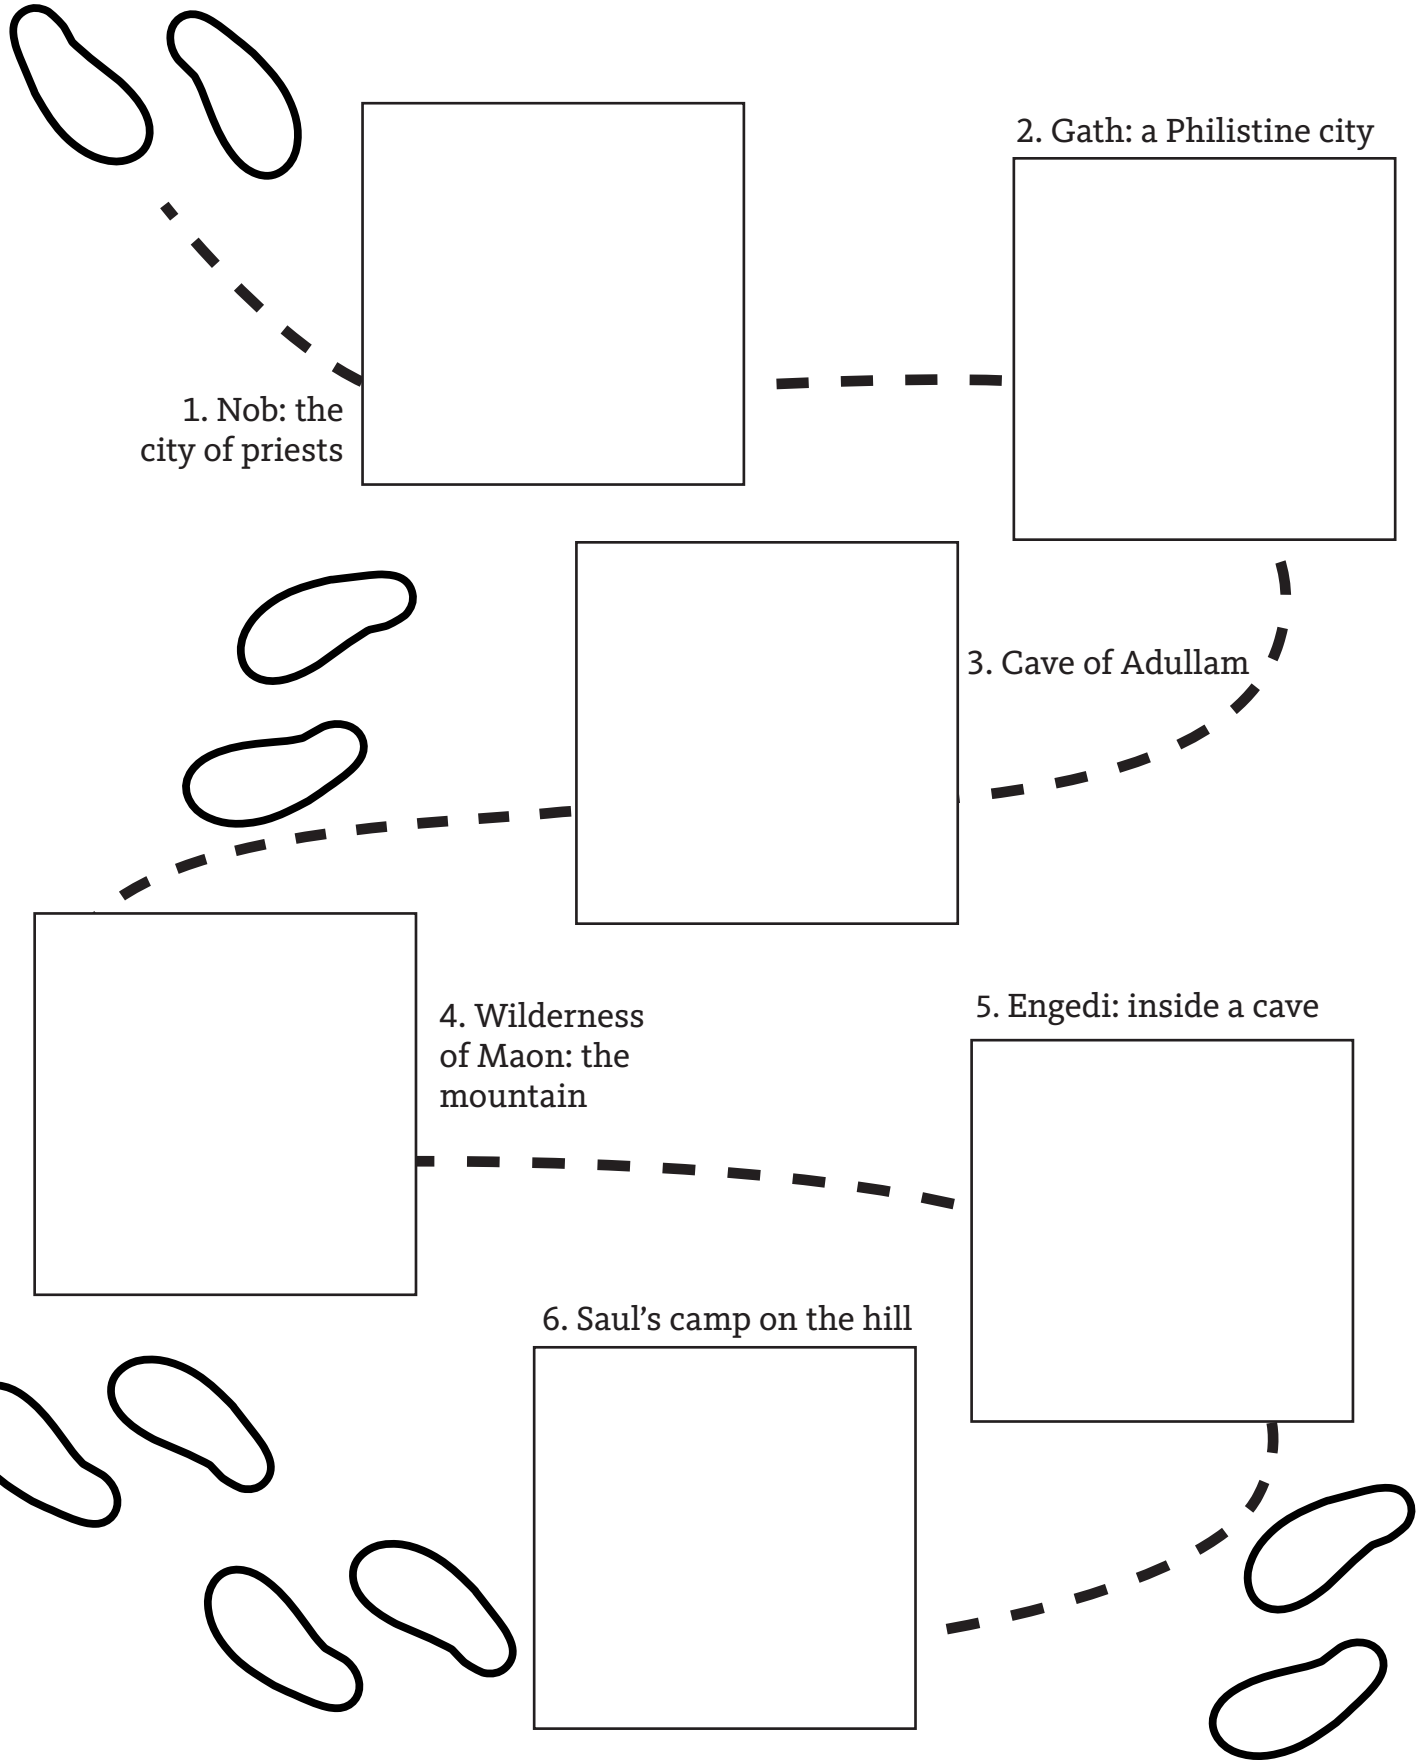 1. Nob: the
city of priests
2. Gath: a Philistine city
3. Cave of Adullam
4. Wilderness
of Maon: the
mountain
5. Engedi: inside a cave
6. Saul’s camp on the hill